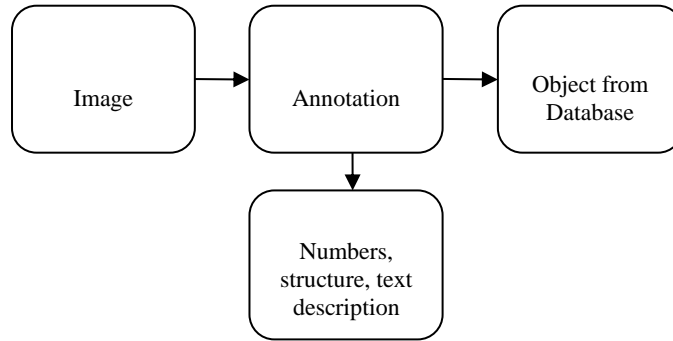 Image
Annotation
Object from
Database
Numbers,
structure, text
description